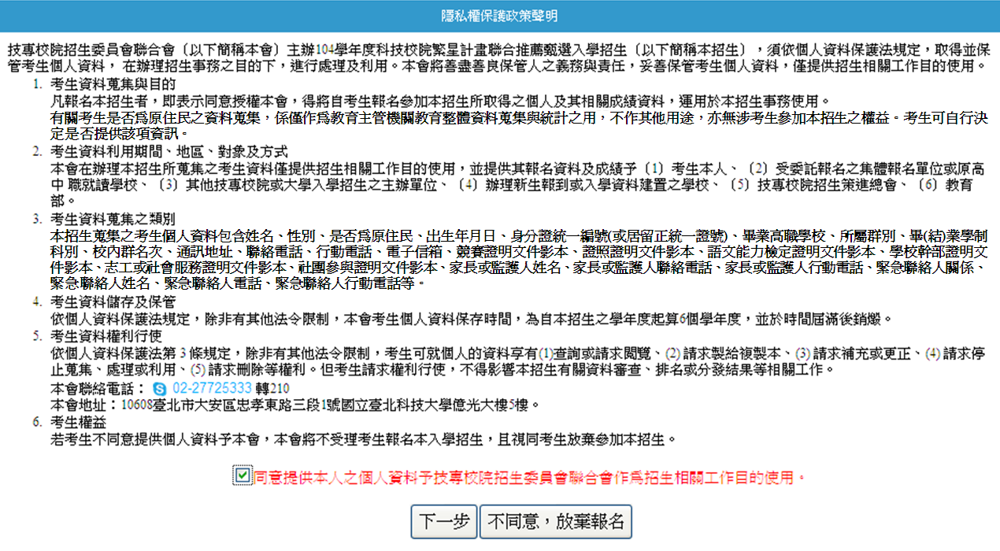 隱私權保護政策聲明
技專校院招生委員會聯合會〔以下簡稱本會〕主辦104學年度科技校院繁星計畫聯合推薦甄選入學招生〔以下簡稱本招生〕，須依個人資料保護法規定，取得並保
管考生個人資料， 在辦理招生事務之目的下，進行處理及利用。本會將善盡善良保管人之義務與責任，妥善保管考生個人資料，僅提供招生相關工作目的使用。
1. 考生資料蒐集與目的
凡報名本招生者，即表示同意授權本會，得將自考生報名參加本招生所取得之個人及其相關成績資料，運用於本招生事務使用。
有關考生是否為原住民之資料蒐集，係僅作為教育主管機關教育整體資料蒐集與統計之用，不作其他用途，亦無涉考生參加本招生之權益。考生可自行決
定是否提供該項資訊。
2. 考生資料利用期間、地區、對象及方式
本會在辦理本招生所蒐集之考生資料僅提供招生相關工作目的使用，並提供其報名資料及成績予〔1〕考生本人、〔2〕受委託報名之集體報名單位或原高
中 職就讀學校、〔3〕其他技專校院或大學入學招生之主辦單位、〔4〕辦理新生報到或入學資料建置之學校、〔5〕技專校院招生策進總會、〔6〕教育
部。
3. 考生資料蒐集之類別
本招生蒐集之考生個人資料包含姓名、性別、是否為原住民、出生年月日、身分證統一編號(或居留正統一證號)、畢業高職學校、所屬群別、畢(結)業學制
科別、校內群名次、通訊地址、聯絡電話、行動電話、電子信箱、競賽證明文件影本、證照證明文件影本、語文能力檢定證明文件影本、學校幹部證明文
件影本、志工或社會服務證明文件影本、社團參與證明文件影本、家長或監護人姓名、家長或監護人聯絡電話、家長或監護人行動電話、緊急聯絡人關係、
緊急聯絡人姓名、緊急聯絡人電話、緊急聯絡人行動電話等。
4. 考生資料儲存及保管
依個人資料保護法規定，除非有其他法令限制，本會考生個人資料保存時間，為自本招生之學年度起算6個學年度，並於時間屆滿後銷燬。
5. 考生資料權利行使
依個人資料保護法第 3 條規定，除非有其他法令限制，考生可就個人的資料享有(1)查詢或請求閱覽、(2) 請求製給複製本、(3) 請求補充或更正、(4) 請求停
止蒐集、處理或利用、(5) 請求刪除等權利。但考生請求權利行使，不得影響本招生有關資料審查、排名或分發結果等相關工作。
本會聯絡電話： 02-27725333 轉210
本會地址：10608臺北市大安區忠孝東路三段1號國立臺北科技大學億光大樓5樓。
6. 考生權益
若考生不同意提供個人資料予本會，本會將不受理考生報名本入學招生，且視同考生放棄參加本招生。
同意提供本人之個人資料予技專校院招生委員會聯合會作為招生相關工作目的使用。
下一步 不同意，放棄報名